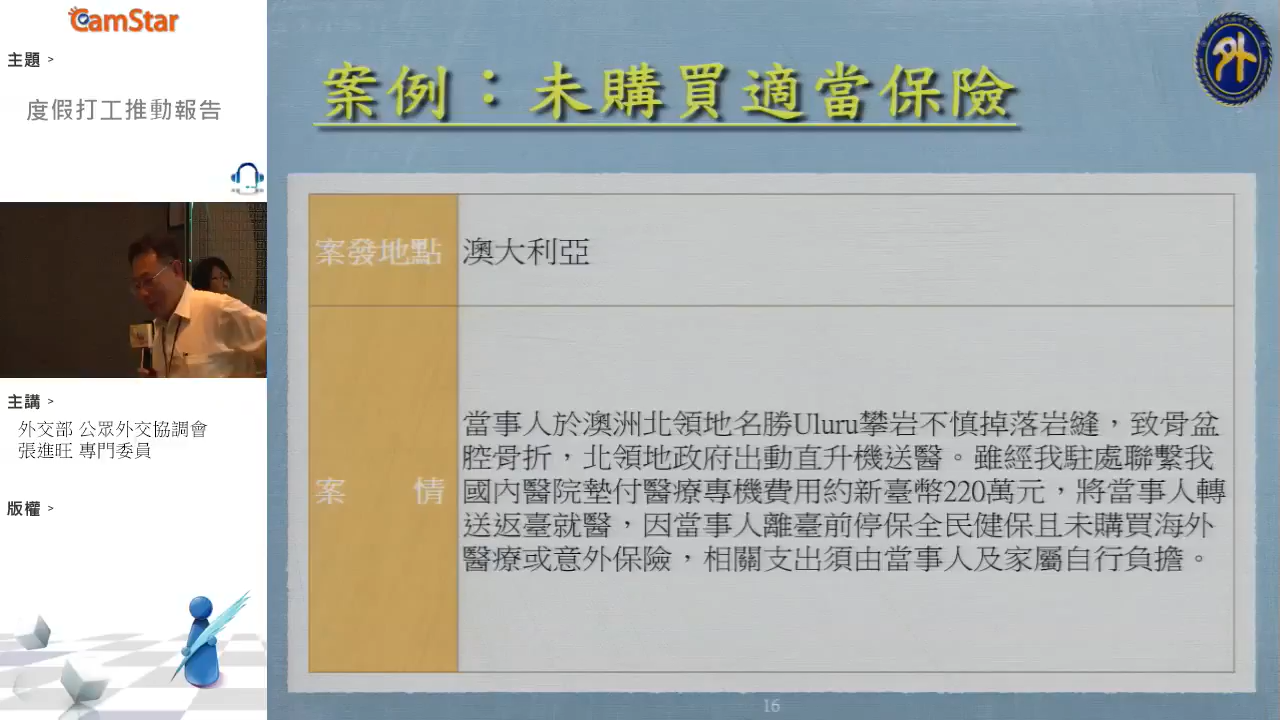 CamStar
主題 >
度假打工推動報告
主講 >
外交部 公眾外交協調會
張進旺 專門委員
版權 >
案例：未購買適當保險
外
案發地點
澳大利亞
案 情
當事人於澳洲北領地名勝Uluru攀岩不慎掉落岩縫，致骨盆
腔骨折，北領地政府出動直升機送醫。雖經我駐處聯繫我
國內醫院墊付醫療專機費用約新臺幣220萬元，將當事人轉
送返臺就醫，因當事人離臺前停保全民健保且未購買海外
醫療或意外保險，相關支出須由當事人及家屬自行負擔。
16